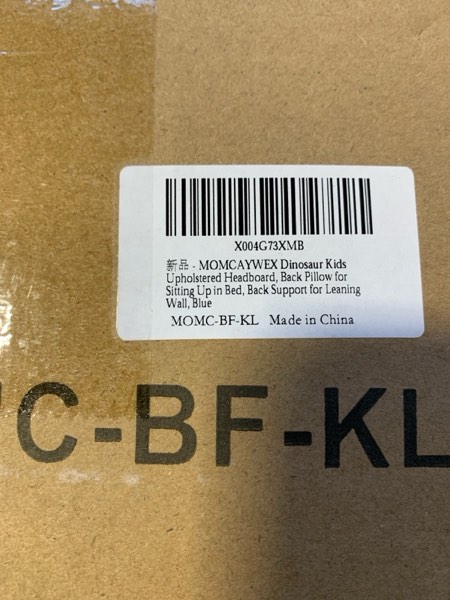 X004G73XMB
新品 - MOMCAYWEX Dinosaur Kids
Upholstered Headboard, Back Pillow for
Sitting Up in Bed, Back Support for Leaning
Wall, Blue
MOMC-BF-KL Made in China
C-BF-KL